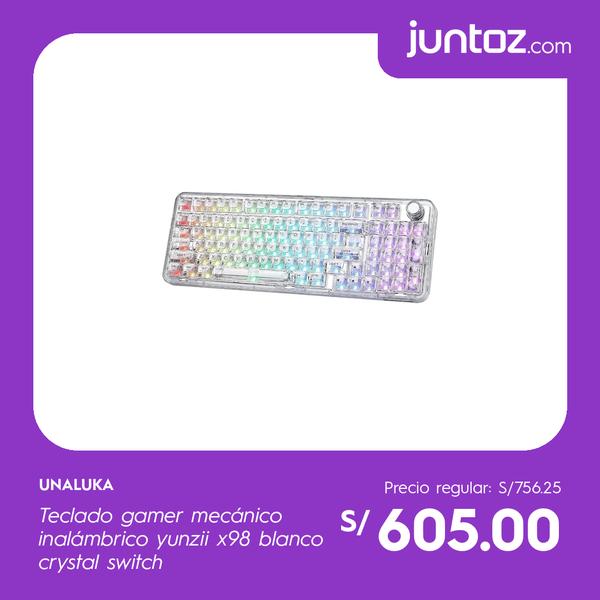 juntoz.com
UNALUKA
Teclado gamer mecánico
inalámbrico yunzii x98 blanco
crystal switch
Precio regular: S/756.25
S/ 605.00